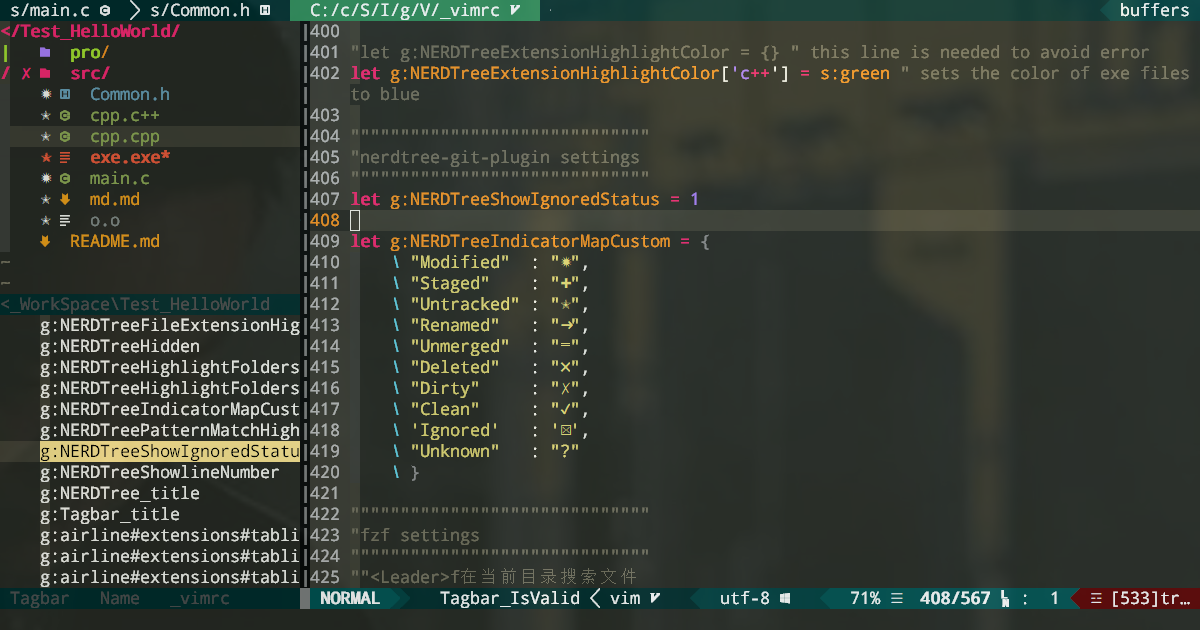 s/main.c s/Common.h C:/c/S/I/g/V/_vimrc buffers
</Test_HelloWorld/
pro/
/ ✗ src/
✹ Common.h
✭ cpp.c++
✭ cpp.cpp
✭ exe.exe*
✹ main.c
✭ md.md
✭ o.o
README.md
~
~
<_WorkSpace\Test_HelloWorld
g:NERDTreeFileExtensionHig
g:NERDTreeHidden
g:NERDTreeHighlightFolders
g:NERDTreeHighlightFolders
g:NERDTreeIndicatorMapCust
g:NERDTreePatternMatchHigh
g:NERDTreeShowIgnoredStatu
g:NERDTreeShowlineNumber
g:NERDTree_title
g:Tagbar_title
g:airline#extensions#tabli
g:airline#extensions#tabli
g:airline#extensions#tabli
Tagbar Name _vimrc
400
401 "let g:NERDTreeExtensionHighlightColor = {} " this line is needed to avoid error
402 let g:NERDTreeExtensionHighlightColor['c++'] = s:green " sets the color of exe files
to blue
403
404 """"""""""""""""""""""""""""""
405 "nerdtree-git-plugin settings
406 """"""""""""""""""""""""""""""
407 let g:NERDTreeShowIgnoredStatus = 1
408
409 let g:NERDTreeIndicatorMapCustom = {
410 \ "Modified" : "✹",
411 \ "Staged" : "✚",
412 \ "Untracked" : "✭",
413 \ "Renamed" : "➜",
414 \ "Unmerged" : "═",
415 \ "Deleted" : "✖",
416 \ "Dirty" : "✗",
417 \ "Clean" : "✔",
418 \ 'Ignored' : '☒',
419 \ "Unknown" : "?"
420 \ }
421
422 """"""""""""""""""""""""""""""
423 "fzf settings
424 """"""""""""""""""""""""""""""
425 ""<Leader>f在当前目录搜索文件
NORMAL Tagbar_IsValid < vim utf-8 71% ☰ 408/567 : 1 ☲ [533]tr…